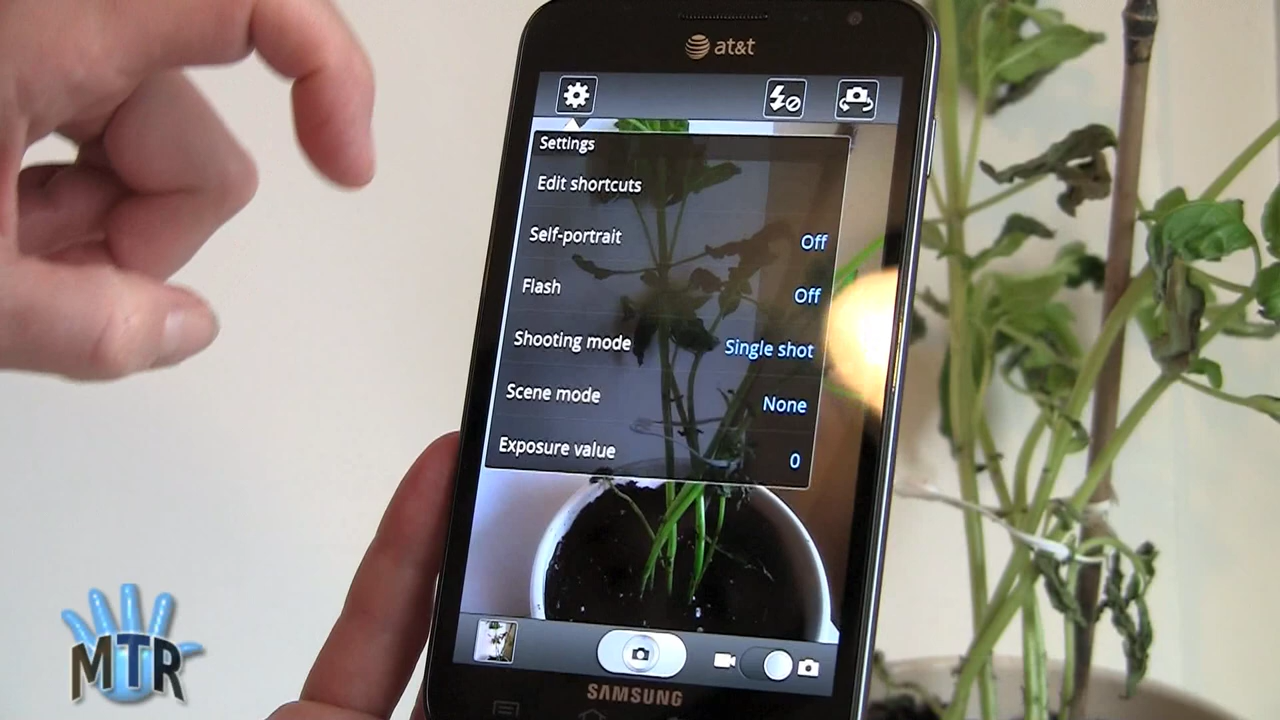 at&t
Settings
Edit shortcuts
Self-portrait Off
Flash Off
Shooting mode Single shot
Scene mode None
Exposure value 0
SAMSUNG
MTR